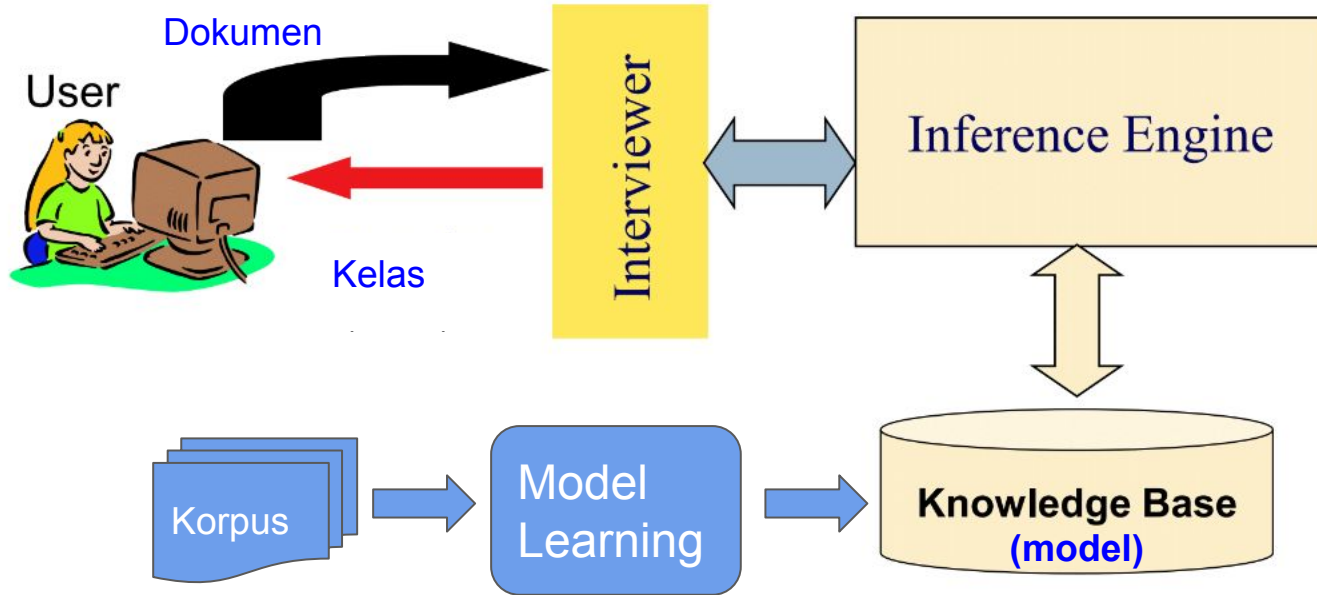 Dokumen
User
Interviewer
Inference Engine
Kelas
Korpus
Model
Learning
Knowledge Base
(model)